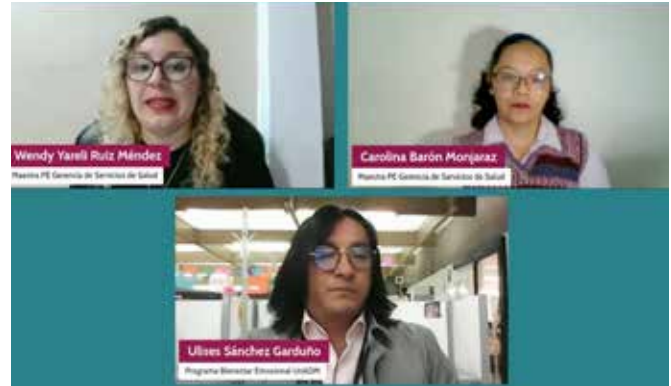 Wendy Yareli Ruiz Méndez
Maestra PE Gerencia de Servicios de Salud
Carolina Barón Monjaraz
Maestra PE Gerencia de Servicios de Salud
Ulises Sánchez Garduño
Programa Bienestar Emocional UnADM